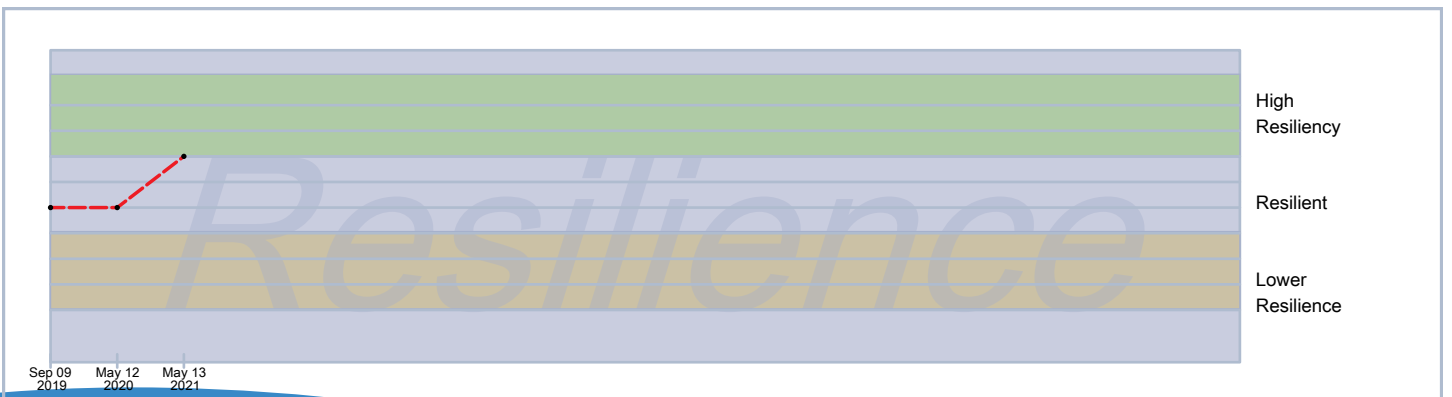 High
Resiliency
Resilience
Resilient
Lower
Resilience
Sep 09
2019
May 12
2020
May 13
2021